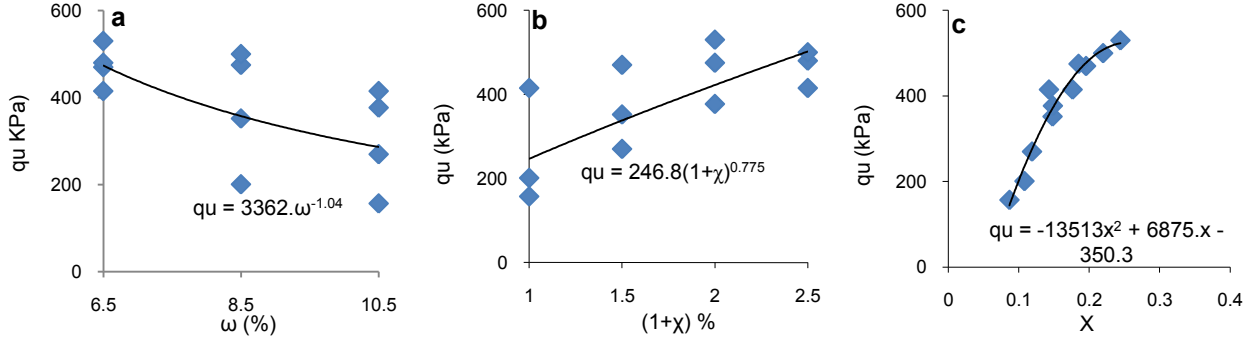 a
600
400
200
0
6.5
8.5
10.5
qu KPa
ω (%)
qu = 3362.ω^-1.04
b
600
400
200
0
1
1.5
2
2.5
qu (kPa)
(1+χ) %
qu = 246.8(1+χ)^0.775
c
600
400
200
0
0
0.1
0.2
0.3
0.4
qu (kPa)
X
qu = -13513x² + 6875.x -
350.3